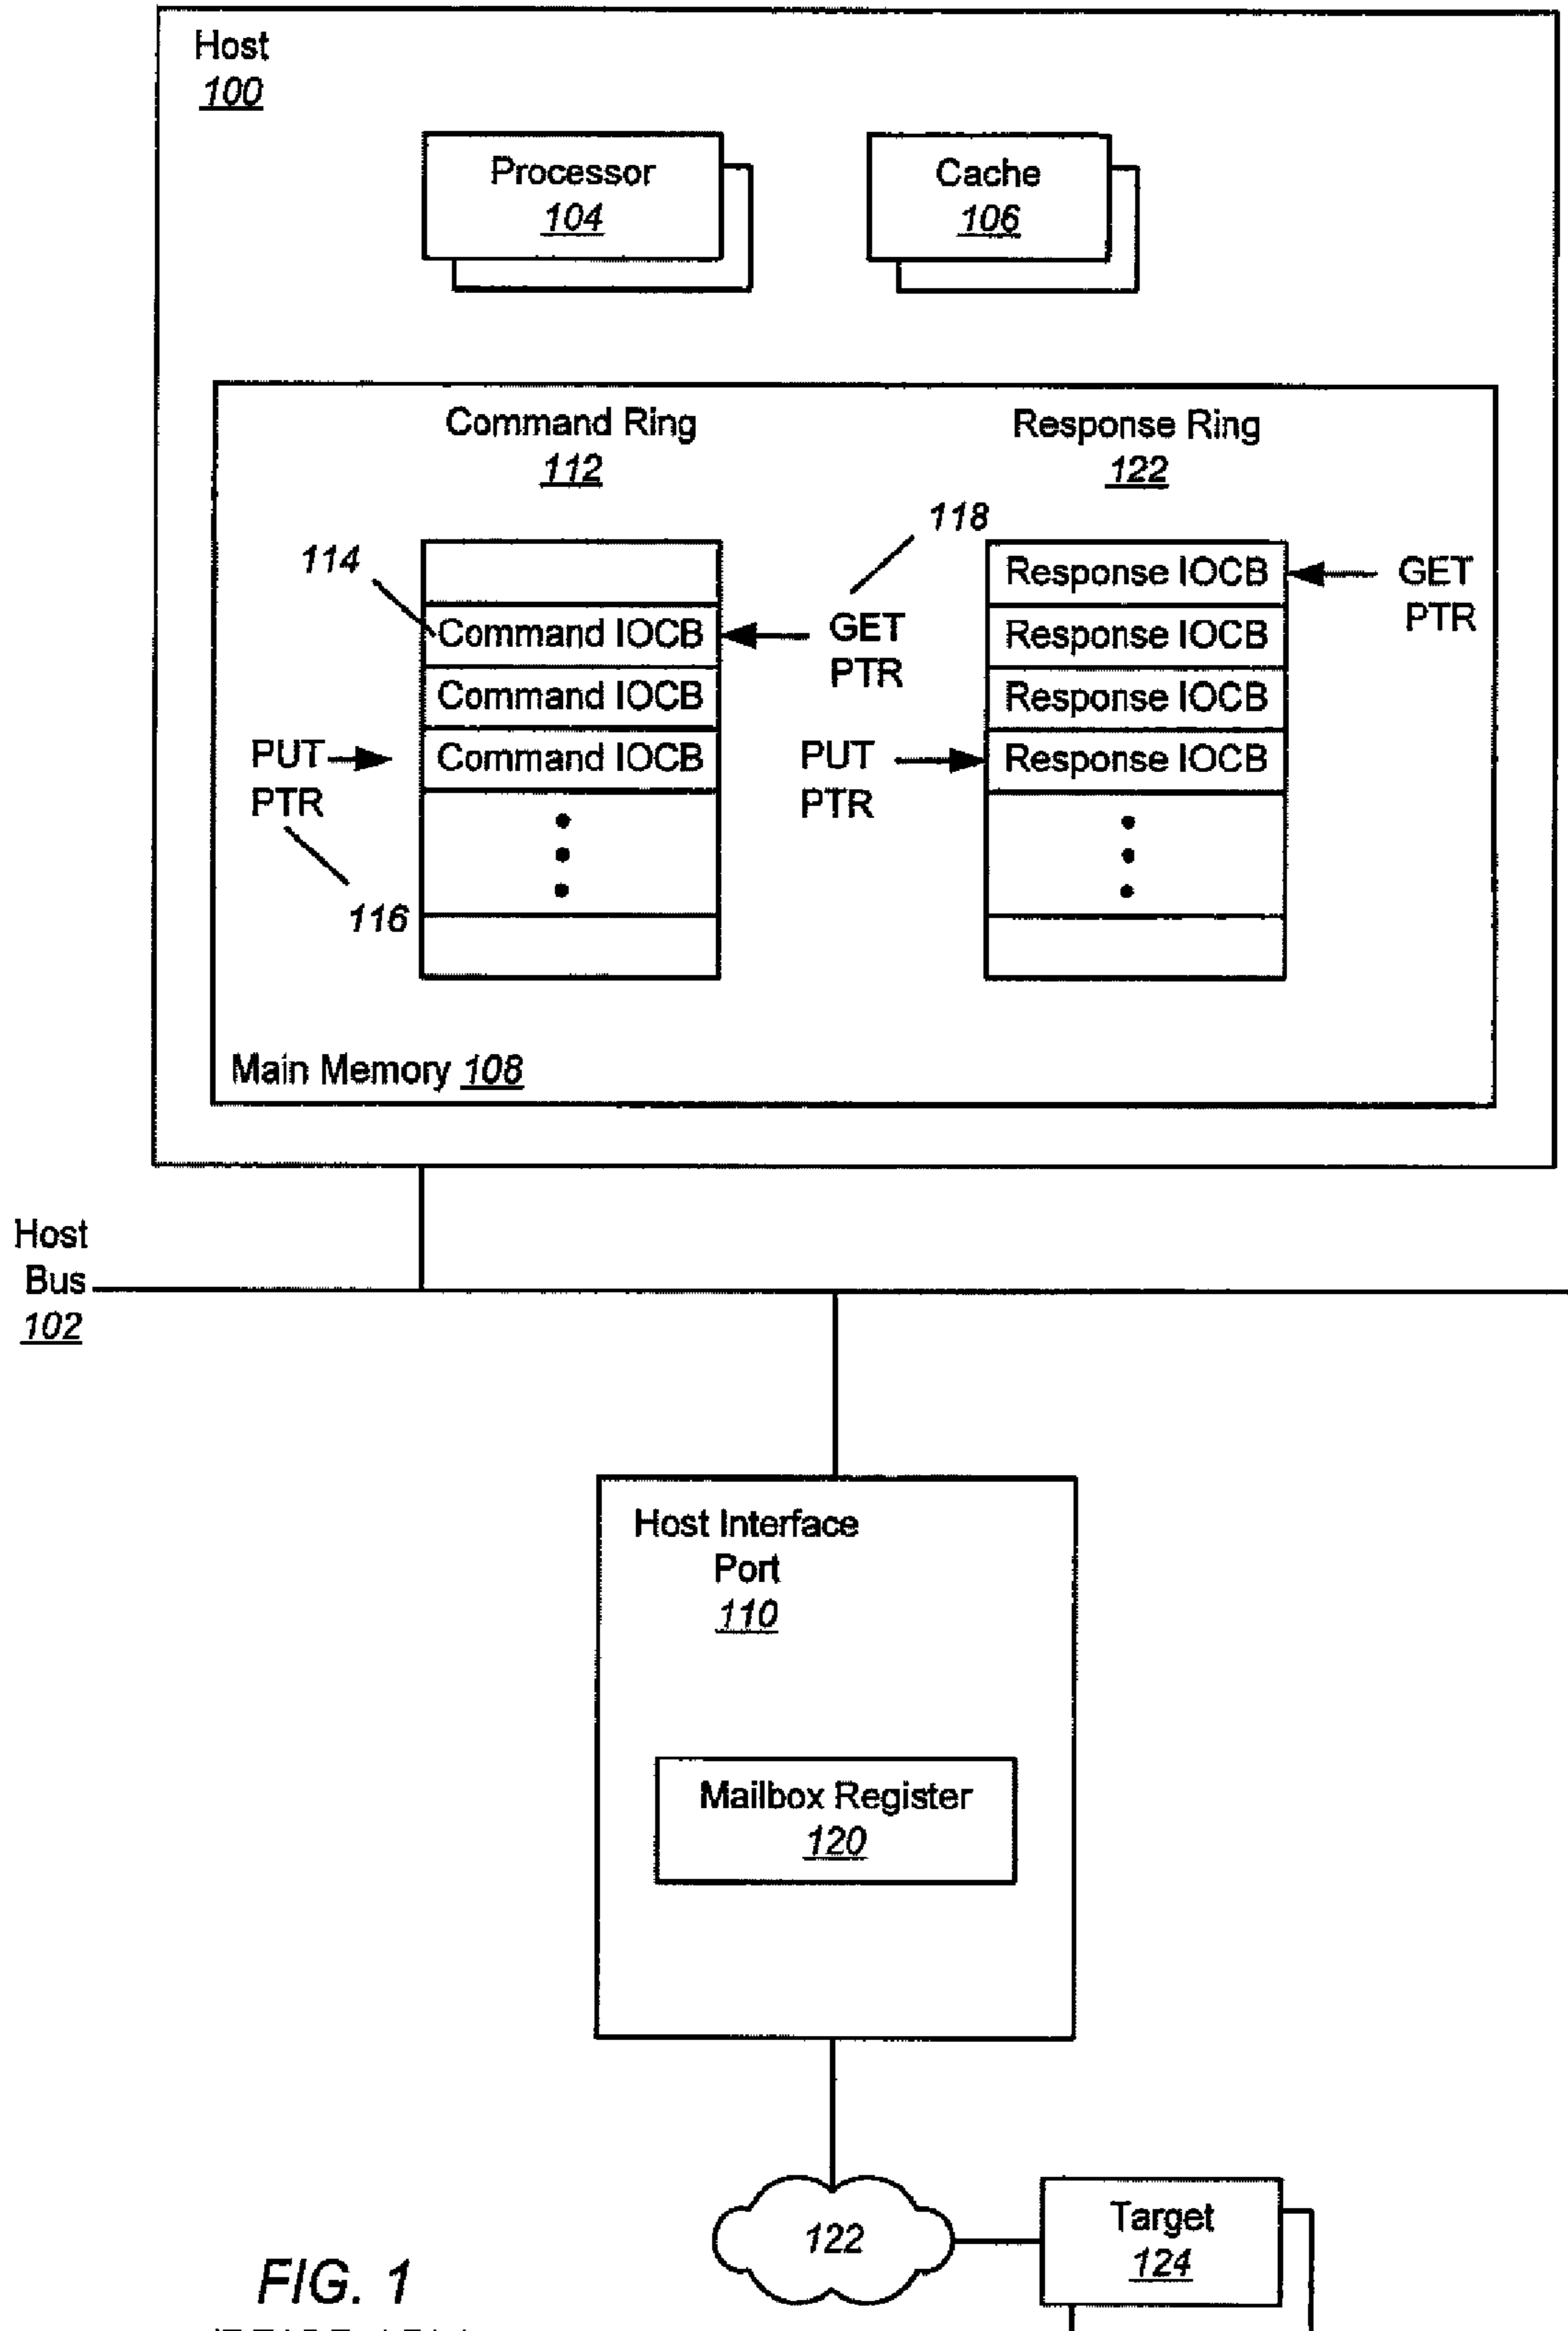 Host
100
Processor
104
Cache
106
Command Ring
112
Response Ring
122
114
118
Command IOCB
Command IOCB
Command IOCB
GET
PTR
PUT
PTR
116
Response IOCB
Response IOCB
Response IOCB
Response IOCB
GET
PTR
PUT
PTR
Main Memory 108
Host
Bus
102
Host Interface
Port
110
Mailbox Register
120
122
Target
124
FIG. 1